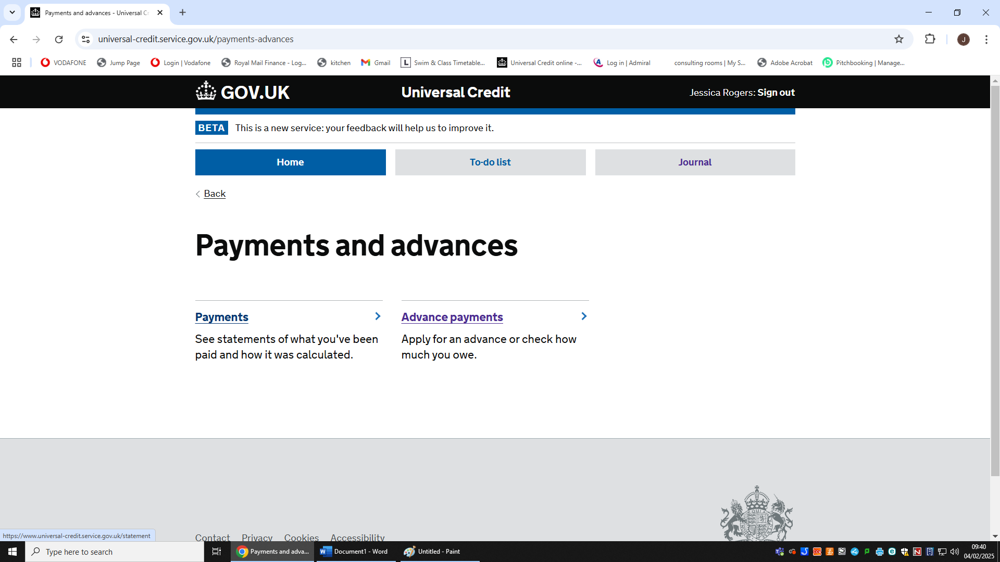 Payments and advances - Universal C
universal-credit.service.gov.uk/payments-advances
J
VODAFONE
Jump Page
Login | Vodafone
Royal Mail Finance - Log...
kitchen
Gmail
L
Swim & Class Timetable...
Universal Credit online -...
Log in | Admiral
consulting rooms | My S...
Adobe Acrobat
Pitchbooking | Manage...
GOV.UK
Universal Credit
Jessica Rogers: Sign out
BETA This is a new service: your feedback will help us to improve it.
Home
To-do list
Journal
Back
Payments and advances
Payments
See statements of what you've been
paid and how it was calculated.
Advance payments
Apply for an advance or check how
much you owe.
Contact Privacy Cookies Accessibility
https://www.universal-credit.service.gov.uk/statement
Type here to search
Payments and adva...
Document1 - Word
Untitled - Paint
09:40
04/02/2025